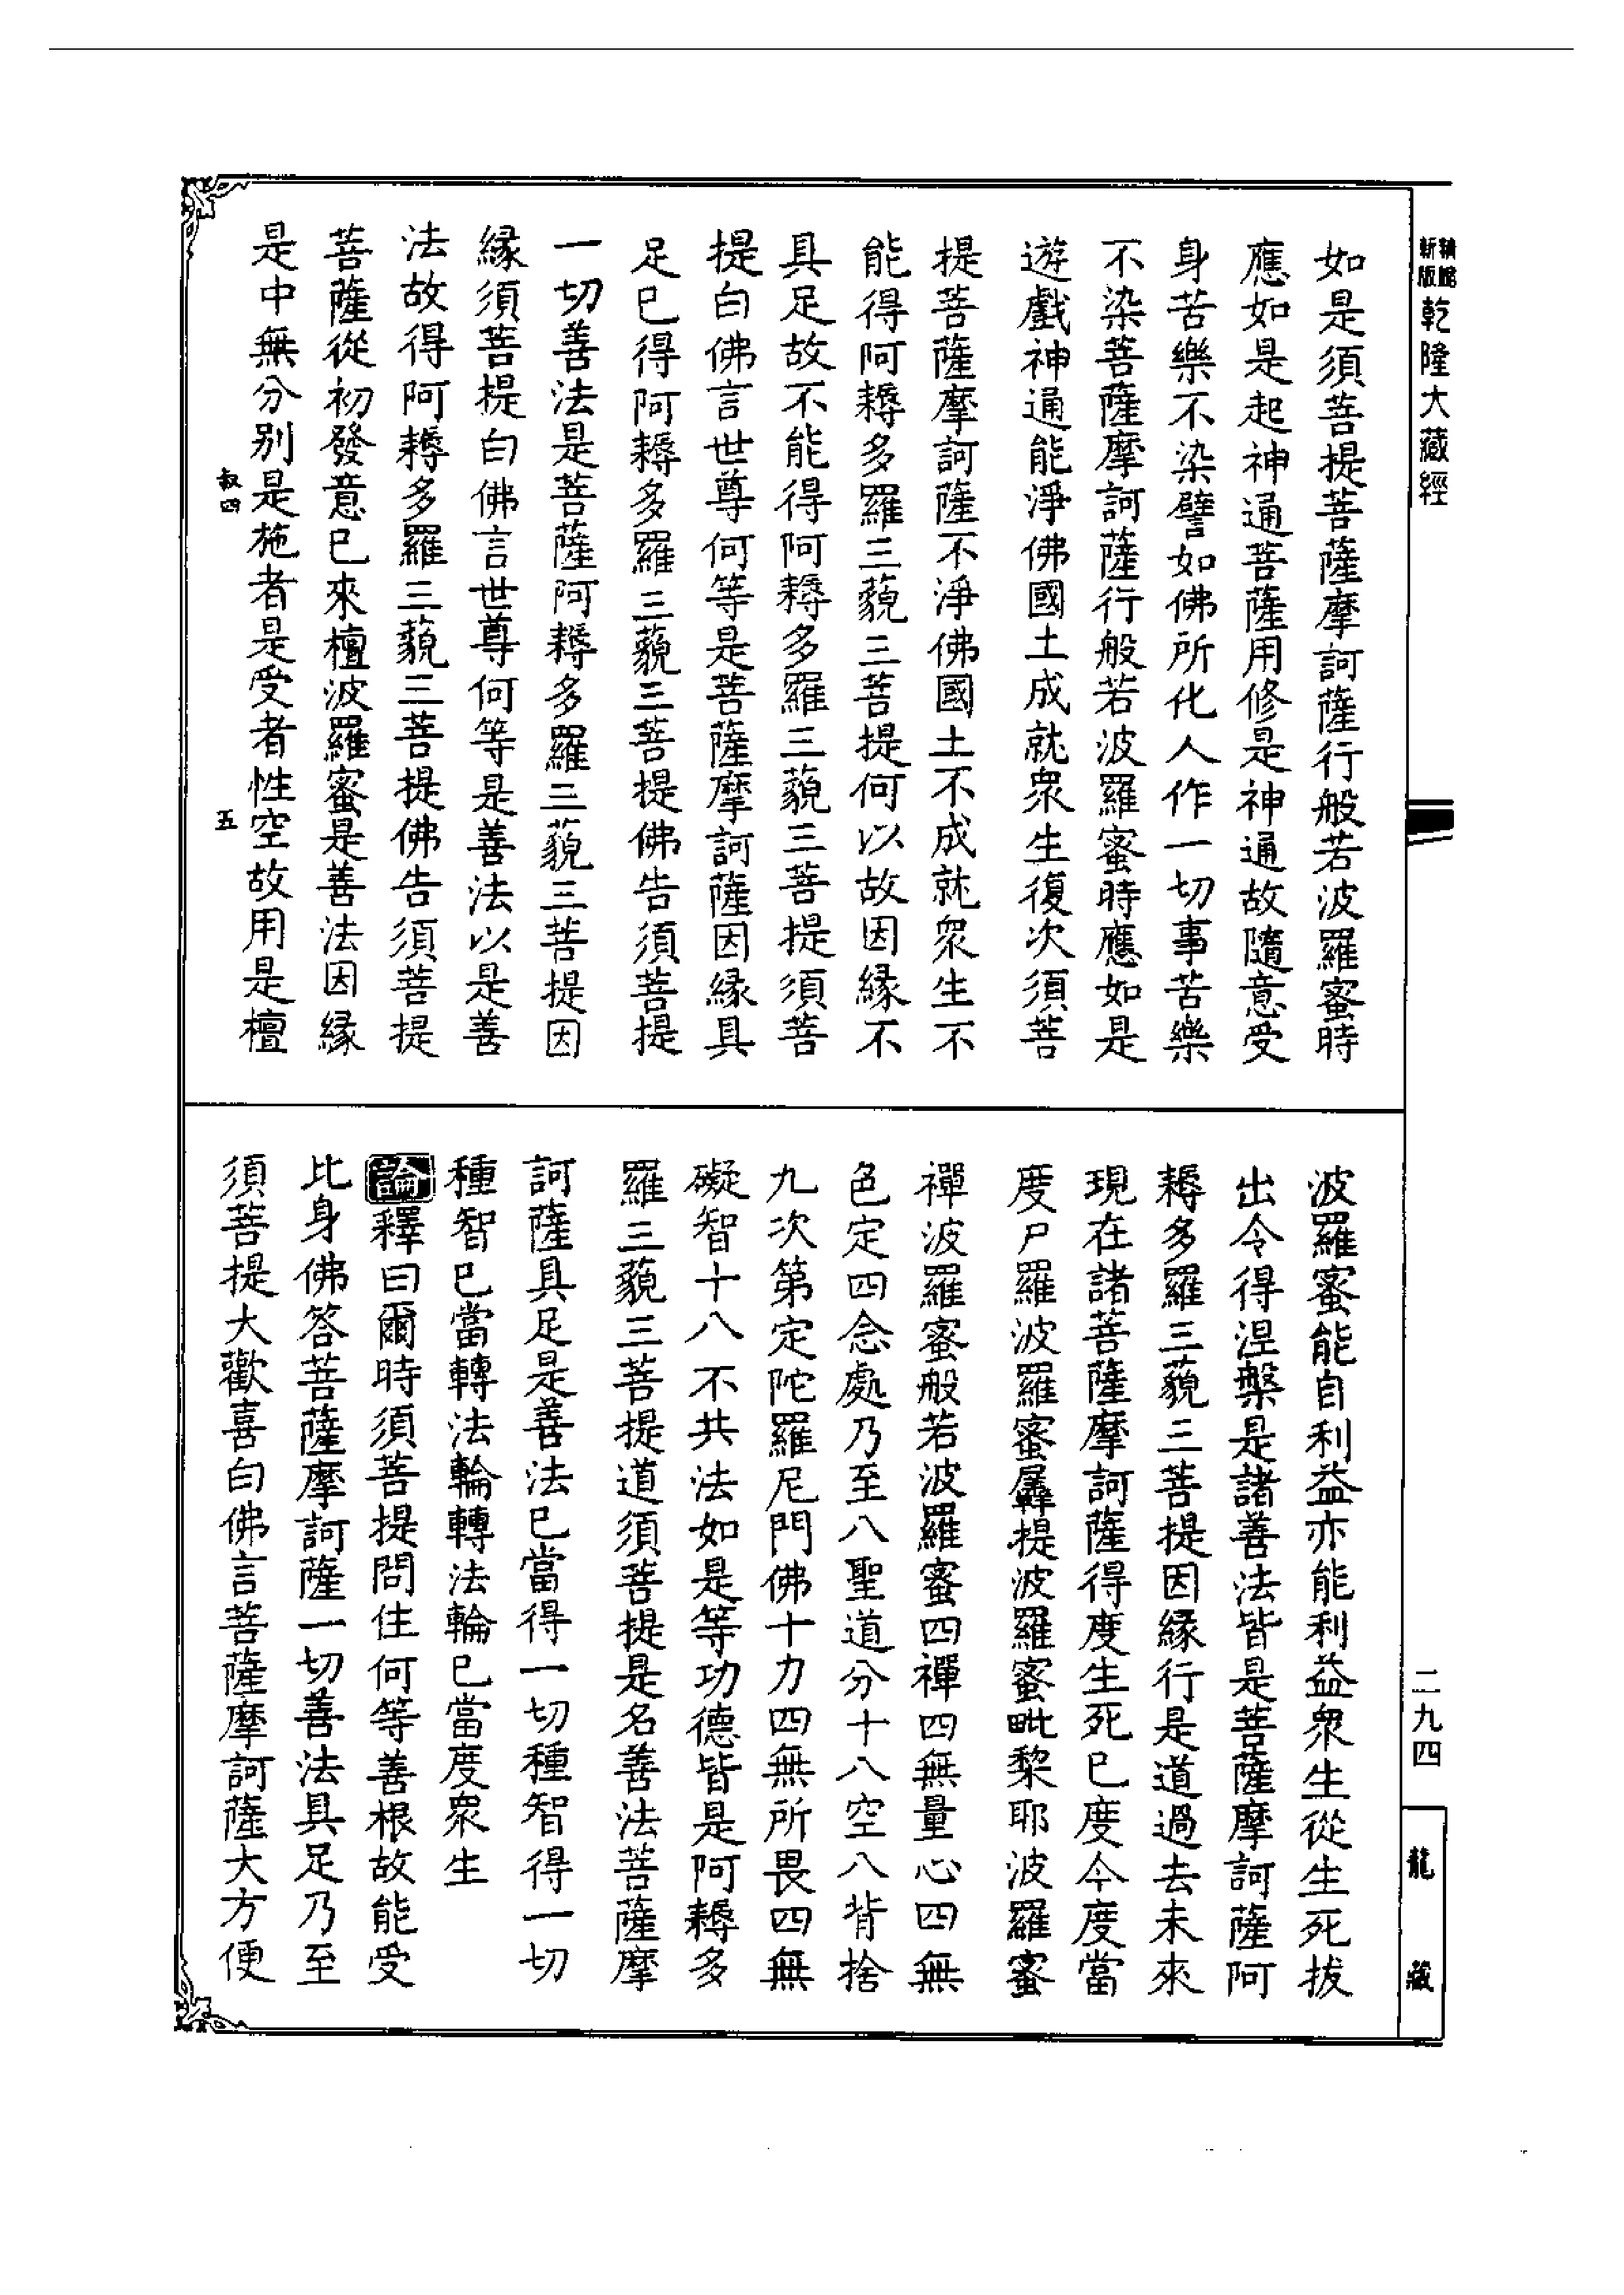 新版 乾隆大藏經
如是須菩提菩薩摩訶薩行般若波羅蜜時
應如是起神通菩薩用修是神通故隨意受
身苦樂不染譬如佛所化人作一切事苦樂
不染菩薩摩訶薩行般若波羅蜜時應如是
遊戲神通能淨佛國土成就眾生復次須菩
提菩薩摩訶薩不淨佛國土不成就眾生不
能得阿耨多羅三藐三菩提何以故因緣不
具足故不能得阿耨多羅三藐三菩提須菩
提白佛言世尊何等是菩薩摩訶薩因緣具
足已得阿耨多羅三藐三菩提佛告須菩提
一切善法是菩薩阿耨多羅三藐三菩提因
緣須菩提白佛言世尊何等是善法以是善
法故得阿耨多羅三藐三菩提佛告須菩提
菩薩從初發意已來檀波羅蜜是善法因緣
是中無分別是施者是受者性空故用是檀
叙四
五
波羅蜜能自利益亦能利益眾生從生死拔
出令得涅槃是諸善法皆是菩薩摩訶薩阿
耨多羅三藐三菩提因緣行是道過去未來
現在諸菩薩摩訶薩得度生死已度今度當
度尸羅波羅蜜羼提波羅蜜毗黎耶波羅蜜
禪波羅蜜般若波羅蜜四禪四無量心四無
色定四念處乃至八聖道分十八空八背捨
九次第定陀羅尼門佛十力四無所畏四無
礙智十八不共法如是等功德皆是阿耨多
羅三藐三菩提道須菩提是名善法菩薩摩
訶薩具足是善法已當得一切種智得一切
種智已當轉法輪轉法輪已當度眾生
論釋曰爾時須菩提問住何等善根故能受
比身佛答菩薩摩訶薩一切善法具足乃至
須菩提大歡喜白佛言菩薩摩訶薩大方便
二九四
龍藏